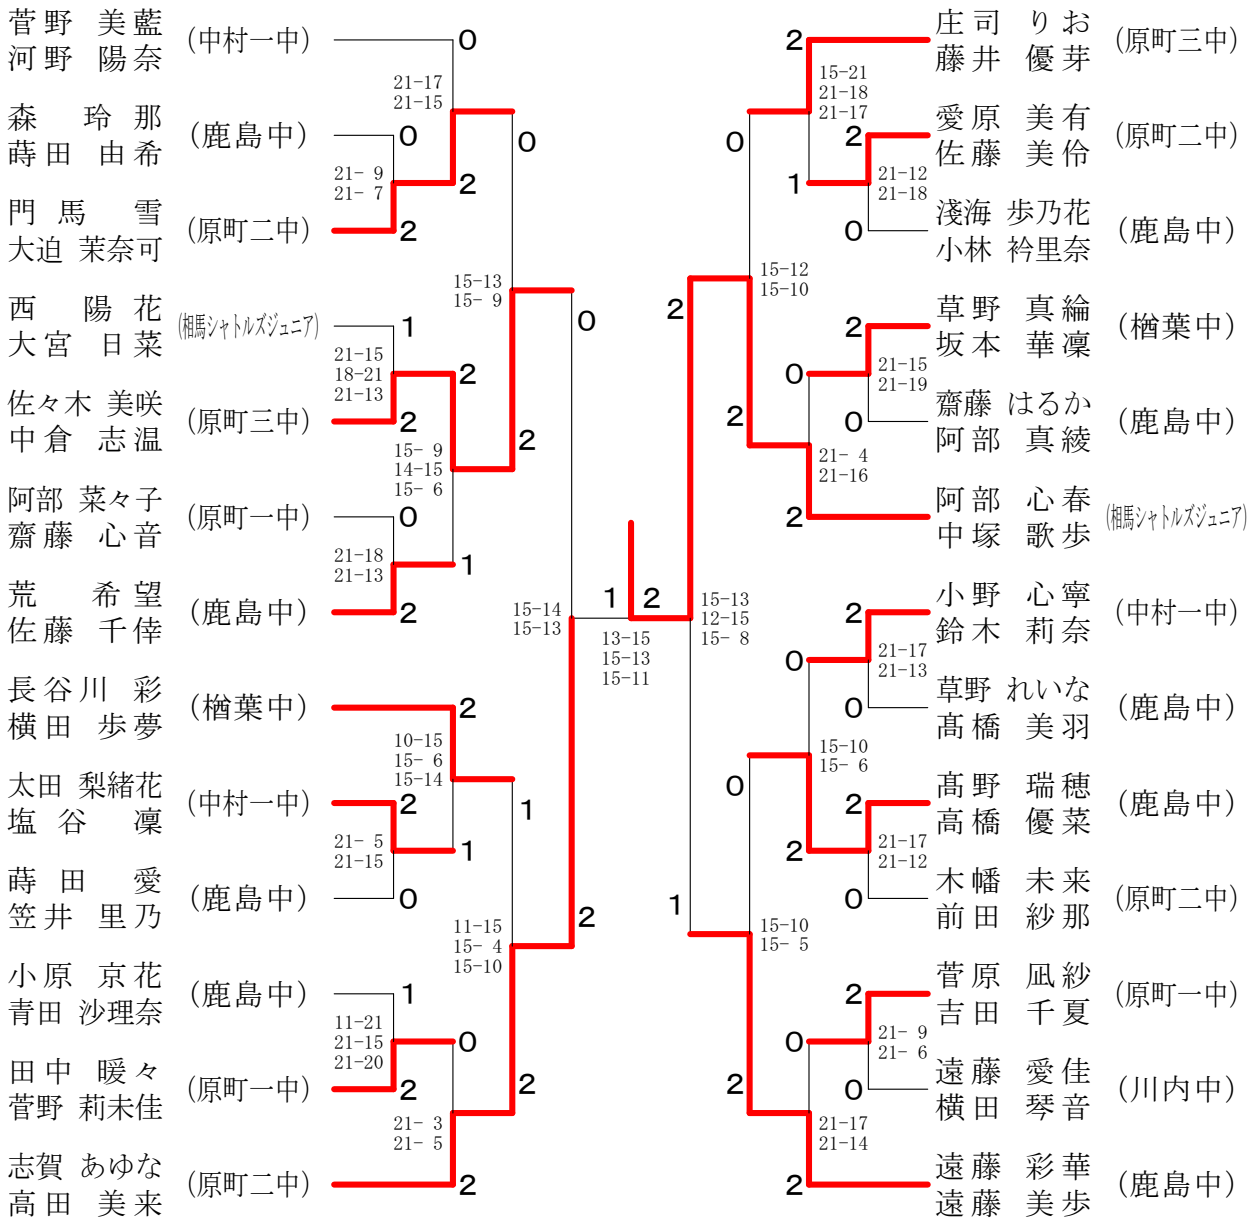 菅野 美藍
河野 陽奈
(中村一中)
0
21-17
21-15
森 玲那
蒔田 由希
(鹿島中)
0
0
21- 9
21- 7
2
門馬 雪
大迫 茉奈可
(原町二中)
2
15-13
15- 9
0
西 陽花
大宮 日菜
(相馬シャトルズジュニア)
1
21-15
18-21
21-13
2
佐々木 美咲
中倉 志温
(原町三中)
2
2
15- 9
14-15
15- 6
阿部 菜々子
齋藤 心音
(原町一中)
0
21-18
21-13
1
荒 希望
佐藤 千倖
(鹿島中)
2
15-14
15-13
長谷川 彩
横田 歩夢
(楢葉中)
2
10-15
15- 6
15-14
1
太田 梨緒花
塩谷 凜
(中村一中)
2
21- 5
21-15
1
蒔田 愛
笠井 里乃
(鹿島中)
0
11-15
15- 4
15-10
2
小原 京花
青田 沙理奈
(鹿島中)
1
11-21
21-15
21-20
0
田中 暖々
菅野 莉未佳
(原町一中)
2
2
21- 3
21- 5
志賀 あゆな
高田 美来
(原町二中)
2
1
2
13-15
15-13
15-11
2
庄司 りお
藤井 優芽
(原町三中)
15-21
21-18
21-17
0
2
愛原 美有
佐藤 美伶
(原町二中)
1
21-12
21-18
0
淺海 歩乃花
小林 衿里奈
(鹿島中)
15-12
15-10
2
2
草野 真綸
坂本 華凜
(楢葉中)
0
21-15
21-19
2
0
齋藤 はるか
阿部 真綾
(鹿島中)
21- 4
21-16
2
阿部 心春
中塚 歌歩
(相馬シャトルズジュニア)
15-13
12-15
15- 8
2
小野 心寧
鈴木 莉奈
(中村一中)
0
21-17
21-13
0
草野 れいな
髙橋 美羽
(鹿島中)
15-10
15- 6
0
2
髙野 瑞穂
高橋 優菜
(鹿島中)
2
21-17
21-12
0
木幡 未来
前田 紗那
(原町二中)
1
15-10
15- 5
2
菅原 凪紗
吉田 千夏
(原町一中)
0
21- 9
21- 6
2
0
遠藤 愛佳
横田 琴音
(川内中)
21-17
21-14
2
遠藤 彩華
遠藤 美歩
(鹿島中)